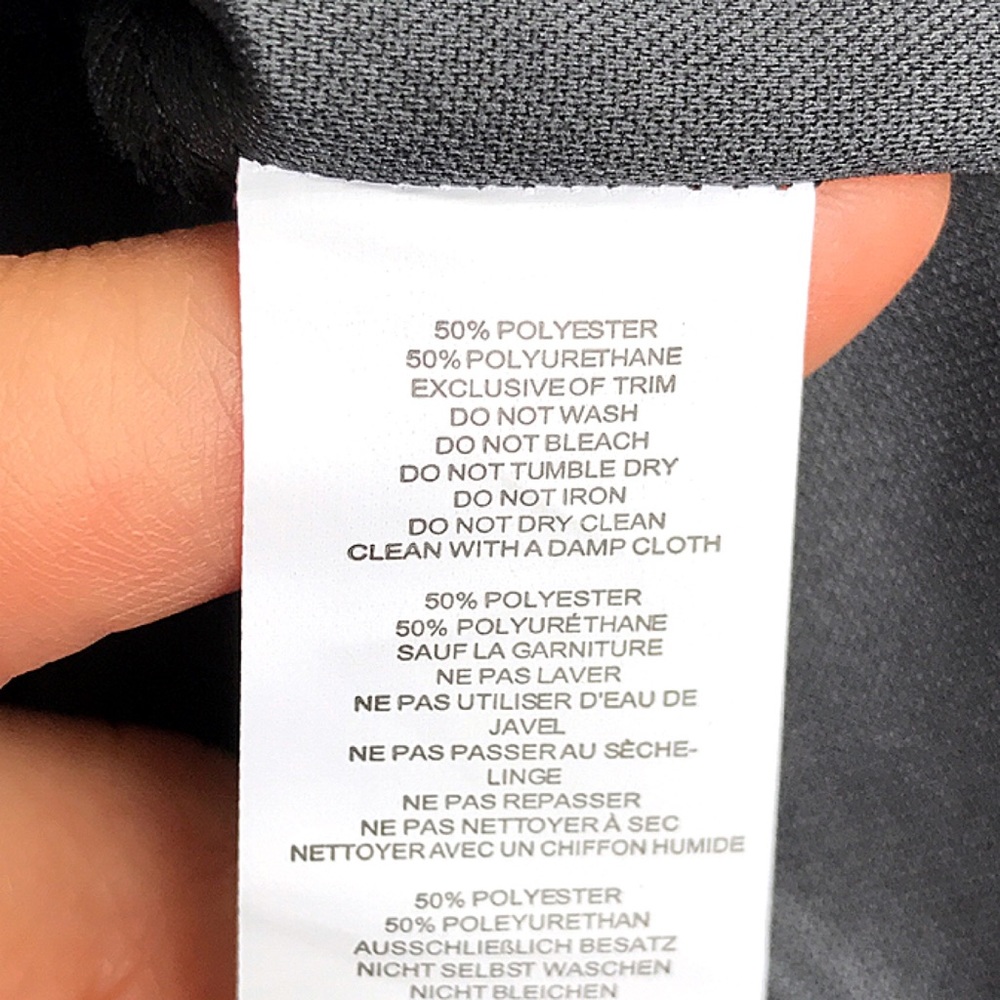 50% POLYESTER
50% POLYURETHANE
EXCLUSIVE OF TRIM
DO NOT WASH
DO NOT BLEACH
DO NOT TUMBLE DRY
DO NOT IRON
DO NOT DRY CLEAN
CLEAN WITH A DAMP CLOTH
50% POLYESTER
50% POLYURÉTHANE
SAUF LA GARNITURE
NE PAS LAVER
NE PAS UTILISER D'EAU DE
JAVEL
NE PAS PASSER AU SÈCHE-
LINGE
NE PAS REPASSER
NE PAS NETTOYER À SEC
NETTOYER AVEC UN CHIFFON HUMIDE
50% POLYESTER
50% POLEYURETHAN
AUSSCHLIEßLICH BESATZ
NICHT SELBST WASCHEN
NICHT BLEICHEN